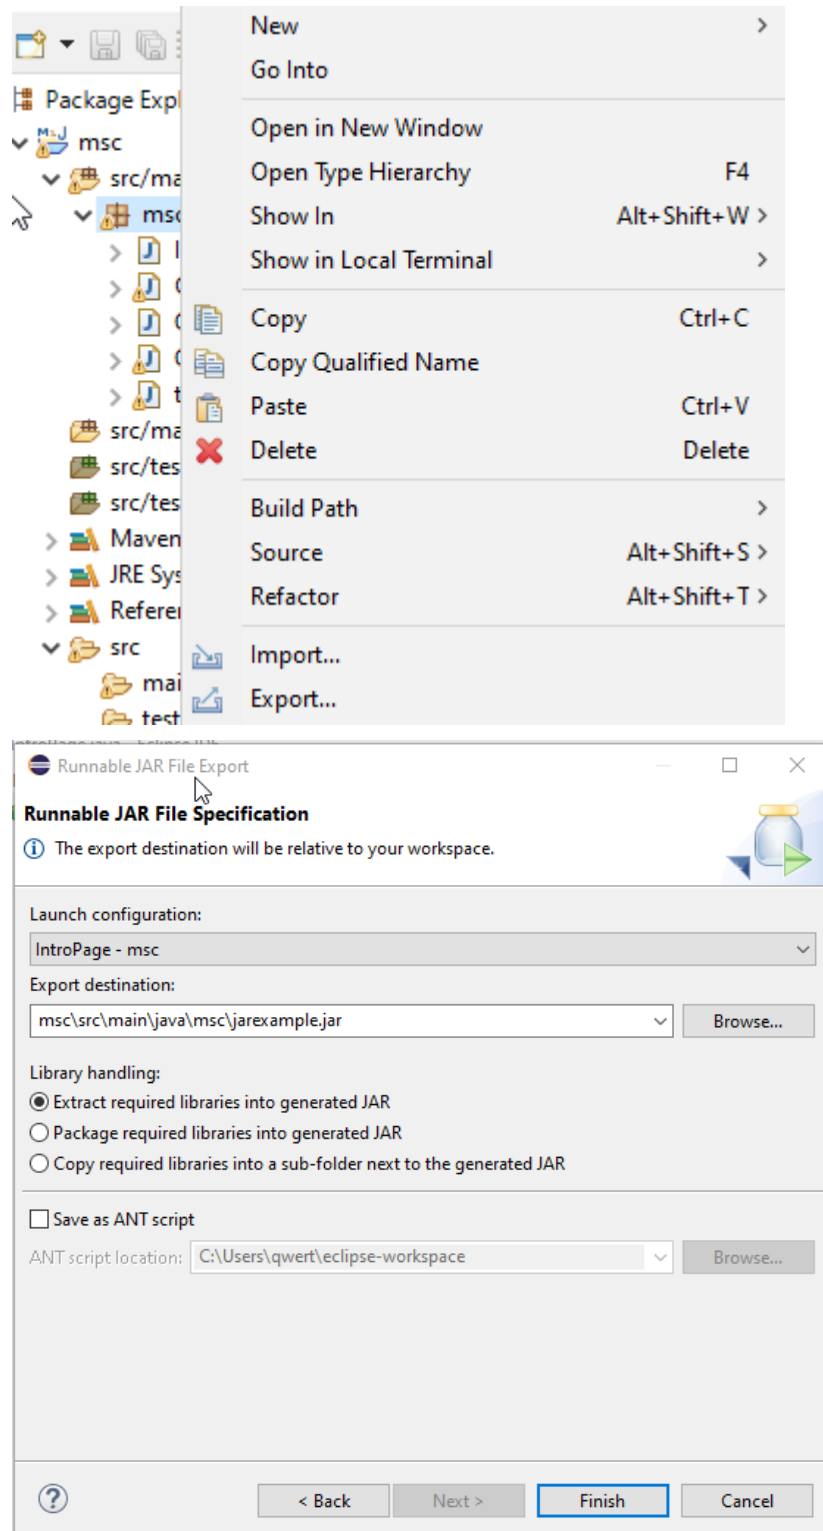 New
Go Into
Package Expl
Open in New Window
msc
Open Type Hierarchy F4
src/ma
Show In Alt+Shift+W
msc
Show in Local Terminal
Copy Ctrl+C
Copy Qualified Name
Paste Ctrl+V
src/ma
Delete Delete
src/tes
src/tes
Build Path
Maven
Source Alt+Shift+S
JRE Sys
Refactor Alt+Shift+T
Referen
src
Import...
mai
Export...
test
Runnable JAR File Export
Runnable JAR File Specification
The export destination will be relative to your workspace.
Launch configuration:
IntroPage - msc
Export destination:
msc\src\main\java\msc\jarexample.jar Browse...
Library handling:
Extract required libraries into generated JAR
Package required libraries into generated JAR
Copy required libraries into a sub-folder next to the generated JAR
Save as ANT script
ANT script location: C:\Users\qwert\eclipse-workspace Browse...
< Back Next > Finish Cancel